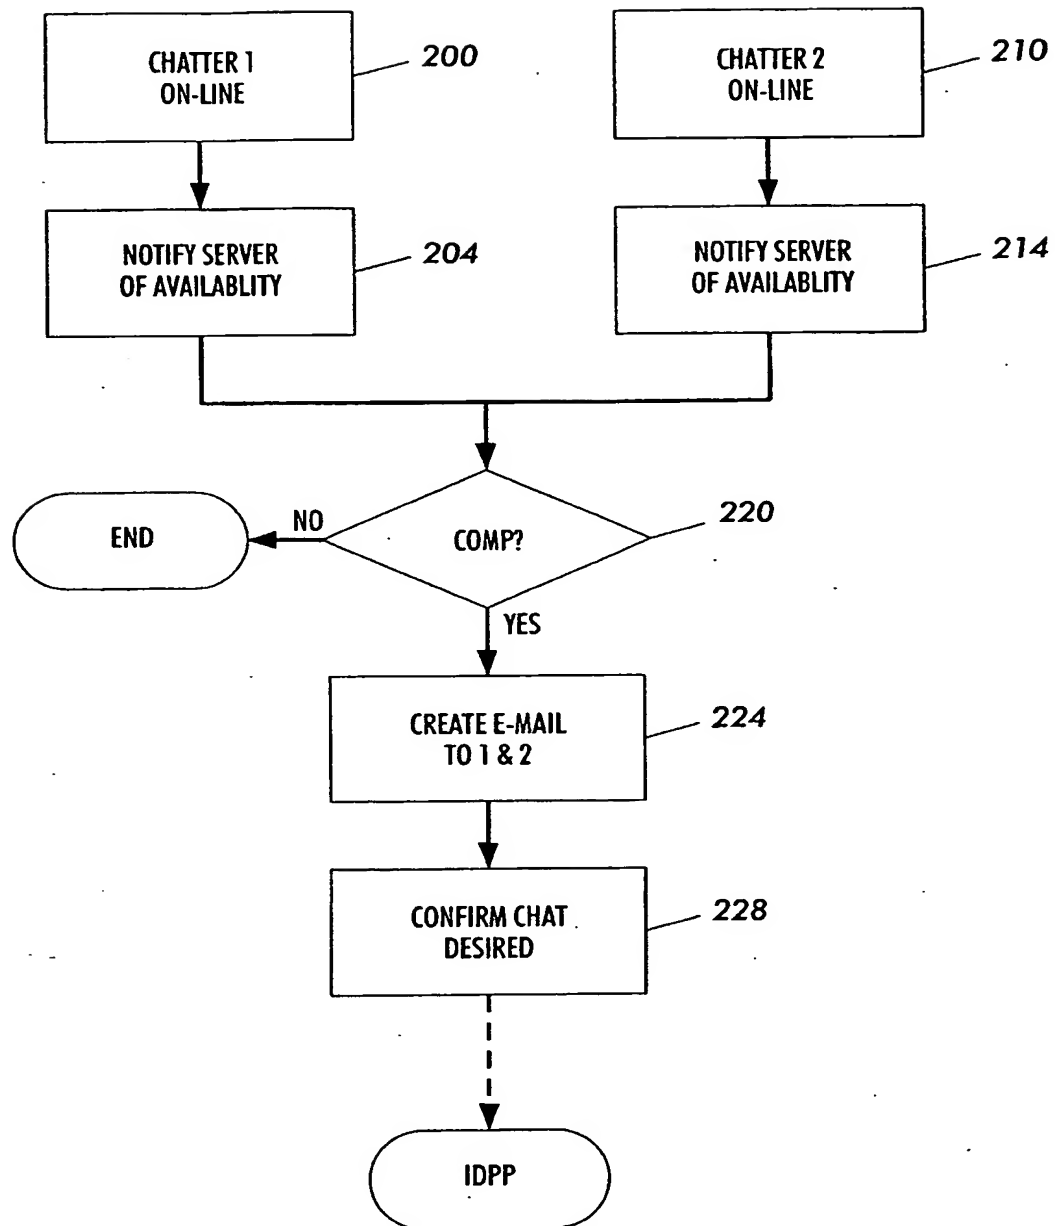 CHATTER 1
ON-LINE
200
CHATTER 2
ON-LINE
210
NOTIFY SERVER
OF AVAILABLITY
204
NOTIFY SERVER
OF AVAILABLITY
214
END
NO
COMP?
220
YES
CREATE E-MAIL
TO 1 & 2
224
CONFIRM CHAT
DESIRED
228
IDPP